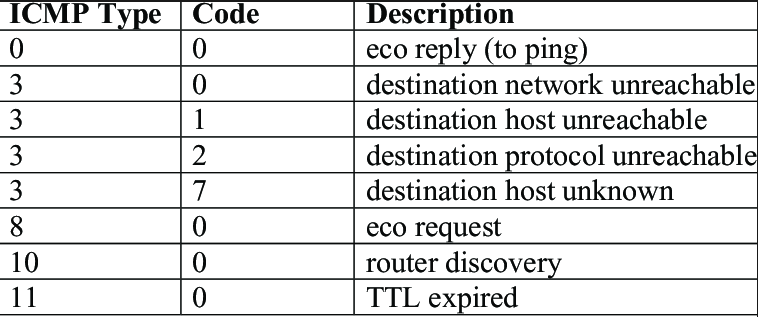 ICMP Type Code Description
0 0 eco reply (to ping)
3 0 destination network unreachable
3 1 destination host unreachable
3 2 destination protocol unreachable
3 7 destination host unknown
8 0 eco request
10 0 router discovery
11 0 TTL expired